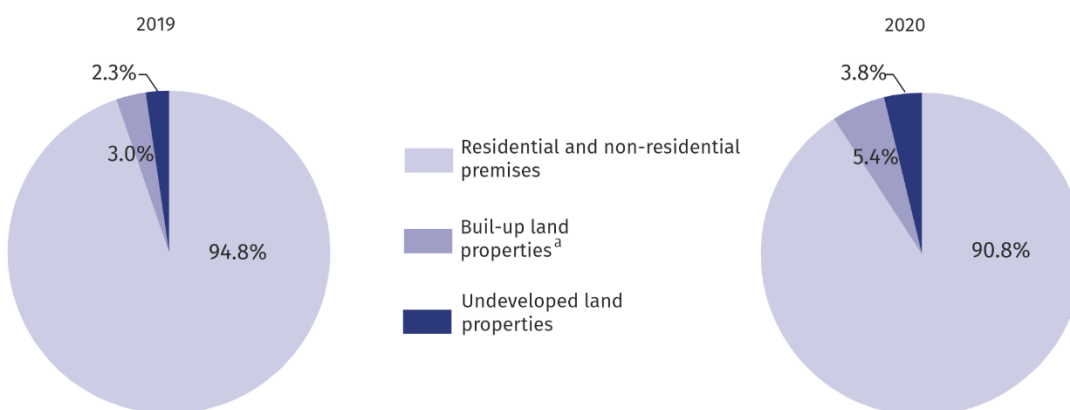 2019
2020
2.3%
3.8%
3.0%
94.8%
Residential and non-residential
premises
Buil-up land
properties a
Undeveloped land
properties
5.4%
90.8%